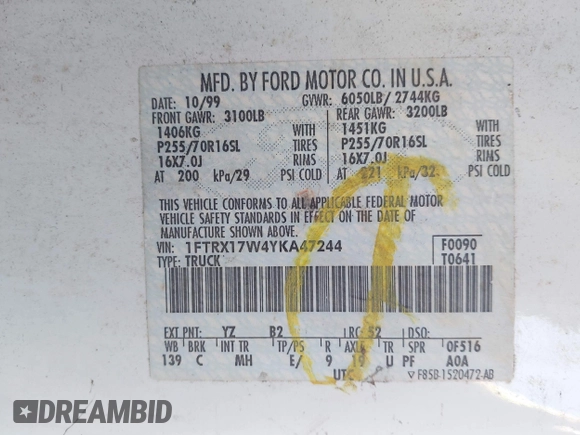 MFD. BY FORD MOTOR CO. IN U.S.A.
DATE: 10/99 GVWR: 6050LB/ 2744KG
FRONT GAWR: 3100LB REAR GAWR: 3200LB
1406KG WITH 1451KG WITH
P255/70R16SL TIRES P255/70R16SL TIRES
16X7.0J RIMS 16X7.0J RIMS
AT 200 kPa/29 PSI COLD AT 221 kPa/32 PSI COLD
THIS VEHICLE CONFORMS TO ALL APPLICABLE FEDERAL MOTOR
VEHICLE SAFETY STANDARDS IN EFFECT ON THE DATE OF
MANUFACTURE SHOWN ABOVE.
VIN: 1FTRX17W4YKA47244 F0090
TYPE: TRUCK T0641
EXT PNT: YZ B2 RC: 52 DSO:
WB BRK INT TR TP/PS R AXLE TR SPR 0F516
139 C MH E/ 9 19 U PF A0A
UTC
▽ F8SB-1520472-AB
DREAMBID